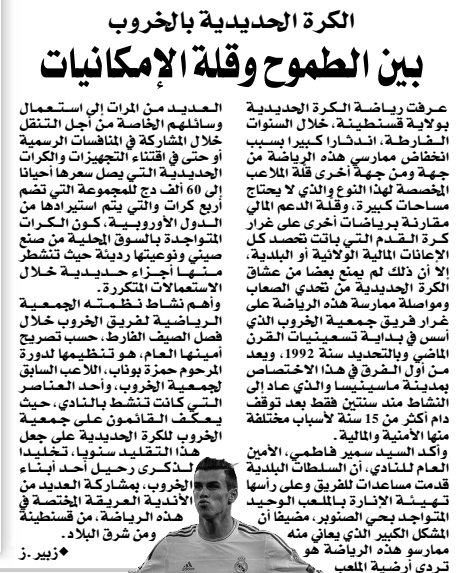 الكرة الحديدية بالخروب
بين الطموح وقلة الإمكانيات
عرفت رياضة الكرة الحديدية
بولاية قسنطينة، خلال السنوات
الفارطة، اندثارا كبيرا بسبب
انخفاض ممارسي هذه الرياضة من
جهة ومن جهة أخرى قلة الملاعب
المخصصة لهذا النوع والذي لا يحتاج
مساحات كبيرة، وقلة الدعم المالي
مقارنة برياضات أخرى على غرار
كرة القدم التي باتت تحصد كل
الإعانات المالية الولائية أو البلدية،
إلا أن ذلك لم يمنع بعضا من عشاق
الكرة الحديدية من تحدي الصعاب
ومواصلة ممارسة هذه الرياضة على
غرار فريق جمعية الخروب الذي
أسس في بداية تسعينيات القرن
الماضي وبالتحديد سنة 1992، ويعد
من أول الفرق في هذا الاختصاص
بمدينة ماسينيسا والذي عاد إلى
النشاط منذ سنتين فقط بعد توقف
دام أكثر من 15 سنة لأسباب مختلفة
منها الأمنية والمالية.
وأكد السيد سمير فاطمي، الأمين
العام للنادي، أن السلطات البلدية
قدمت مساعدات للفريق وعلى رأسها
تهيئة الإنارة بالملعب الوحيد
المتواجد بحي الصنوبر، مضيفا أن
المشكل الكبير الذي يعاني منه
ممارسو هذه الرياضة هو
تردي أرضية الملعب
العديد من المرات إلى استعمال
وسائلهم الخاصة من أجل التنقل
خلال المشاركة في المنافسات الرسمية
أو حتى في اقتناء التجهيزات والكرات
الحديدية التي يصل سعرها أحيانا
إلى 60 ألف دج للمجموعة التي تضم
أربع كرات والتي يتم استيرادها من
الدول الأوروبية، كون الكرات
المتواجدة بالسوق المحلية من صنع
صيني ونوعيتها رديئة حيث تنشطر
منها أجزاء حديدية خلال
الاستعمالات المتكررة.
وأهم نشاط نظمته الجمعية
الرياضية لفريق الخروب خلال
فصل الصيف الفارط، حسب تصريح
أمينها العام، هو تنظيمها لدورة
المرحوم حمزة بوناب، اللاعب السابق
لجمعية الخروب، وأحد العناصر
التي كانت تنشط بالنادي، حيث
يعكف القائمون على جمعية
الخروب للكرة الحديدية على جعل
هذا التقليد سنويا، تخليدا
لذكرى رحيل أحد أبناء
الخروب، بمشاركة العديد من
الأندية العريقة المختصة في
هذه الرياضة، من قسنطينة
ومن شرق البلاد.
◆زبير .ز